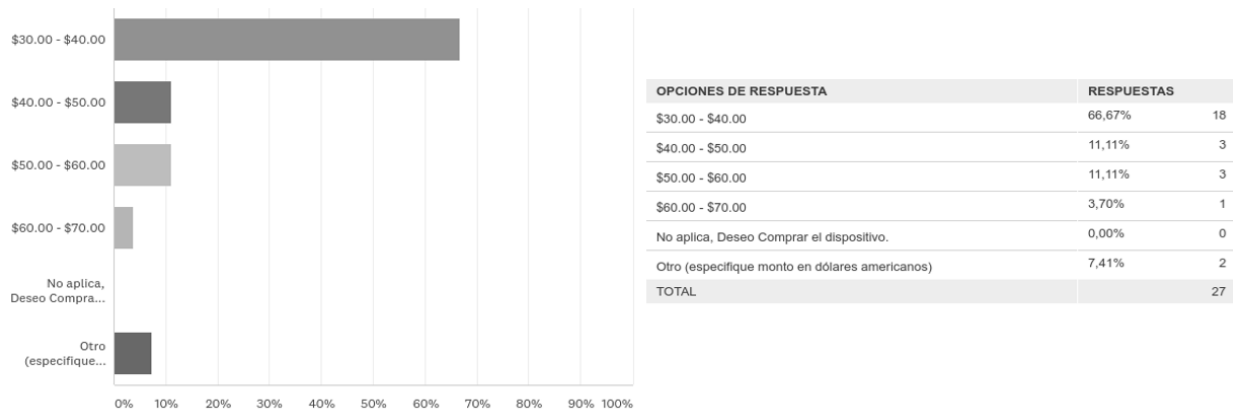 $30.00 - $40.00
$40.00 - $50.00
$50.00 - $60.00
$60.00 - $70.00
No aplica,
Deseo Compra...
Otro
(especifique...
0% 10% 20% 30% 40% 50% 60% 70% 80% 90% 100%
OPCIONES DE RESPUESTA RESPUESTAS
$30.00 - $40.00 66,67% 18
$40.00 - $50.00 11,11% 3
$50.00 - $60.00 11,11% 3
$60.00 - $70.00 3,70% 1
No aplica, Deseo Comprar el dispositivo. 0,00% 0
Otro (especifique monto en dólares americanos) 7,41% 2
TOTAL 27